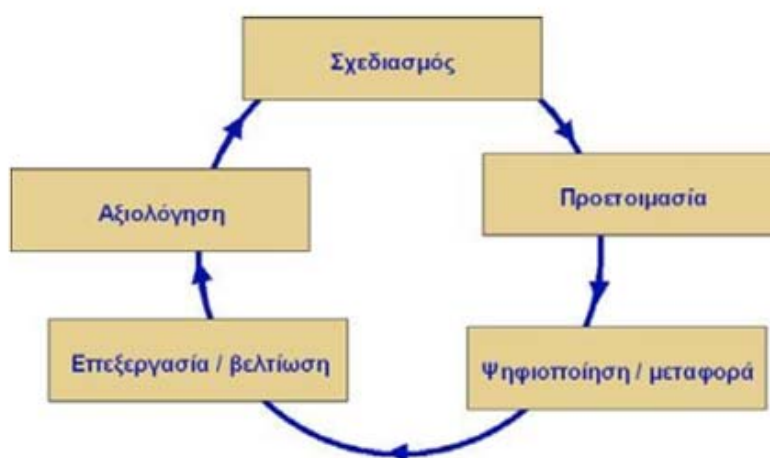 Σχεδιασμός
Προετοιμασία
Ψηφιοποίηση / μεταφορά
Επεξεργασία / βελτίωση
Αξιολόγηση